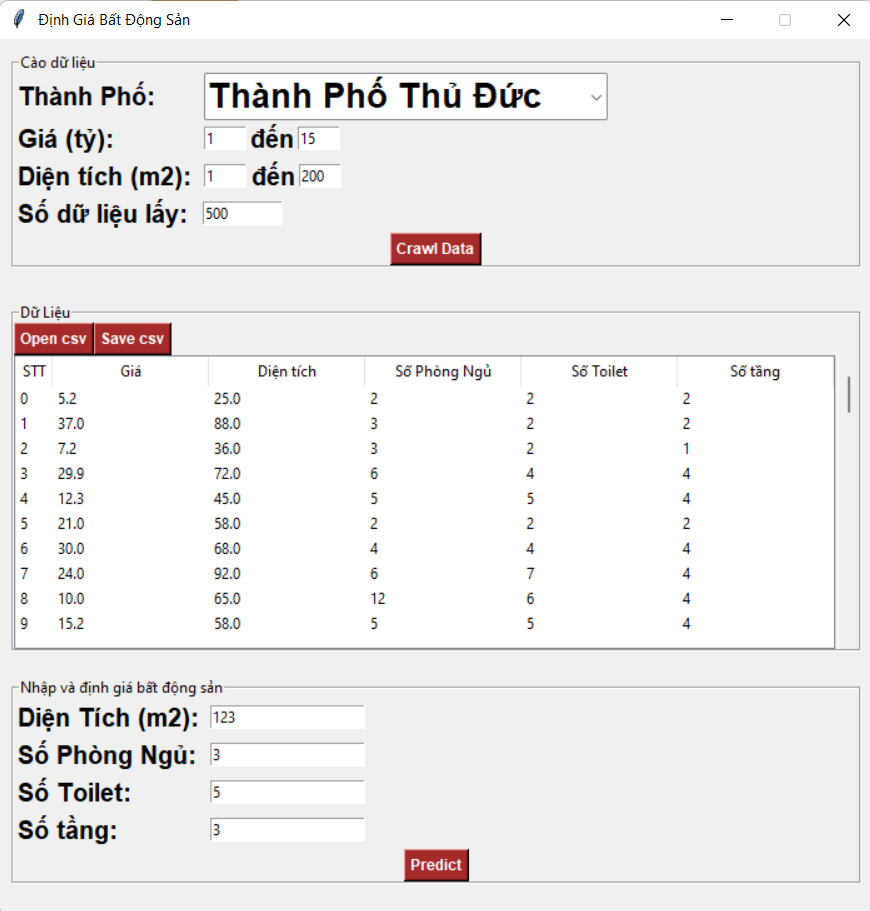 Định Giá Bất Động Sản
Cào dữ liệu
Thành Phố: Thành Phố Thủ Đức
Giá (tỷ): 1 đến 15
Diện tích (m2): 1 đến 200
Số dữ liệu lấy: 500
Crawl Data
Dữ Liệu
Open csv Save csv
STT Giá Diện tích Số Phòng Ngủ Số Toilet Số tầng
0 5.2 25.0 2 2 2
1 37.0 88.0 3 2 2
2 7.2 36.0 3 2 1
3 29.9 72.0 6 4 4
4 12.3 45.0 5 5 4
5 21.0 58.0 2 2 2
6 30.0 68.0 4 4 4
7 24.0 92.0 6 7 4
8 10.0 65.0 12 6 4
9 15.2 58.0 5 5 4
Nhập và định giá bất động sản
Diện Tích (m2): 123
Số Phòng Ngủ: 3
Số Toilet: 5
Số tầng: 3
Predict